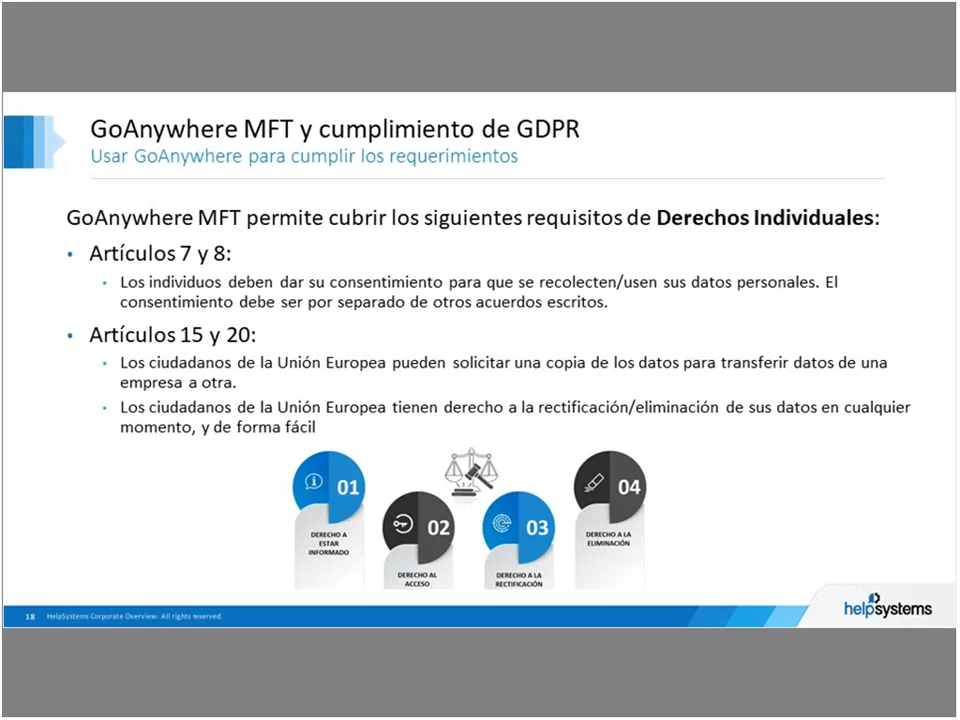 GoAnywhere MFT y cumplimiento de GDPR
Usar GoAnywhere para cumplir los requerimientos
GoAnywhere MFT permite cubrir los siguientes requisitos de Derechos Individuales:
• Artículos 7 y 8:
• Los individuos deben dar su consentimiento para que se recolecten/usen sus datos personales. El
consentimiento debe ser por separado de otros acuerdos escritos.
• Artículos 15 y 20:
• Los ciudadanos de la Unión Europea pueden solicitar una copia de los datos para transferir datos de una
empresa a otra.
• Los ciudadanos de la Unión Europea tienen derecho a la rectificación/eliminación de sus datos en cualquier
momento, y de forma fácil
01
DERECHO A
ESTAR
INFORMADO
02
DERECHO AL
ACCESO
03
DERECHO A LA
RECTIFICACIÓN
04
DERECHO A LA
ELIMINACIÓN
18 HelpSystems Corporate Overview. All rights reserved.
helpsystems